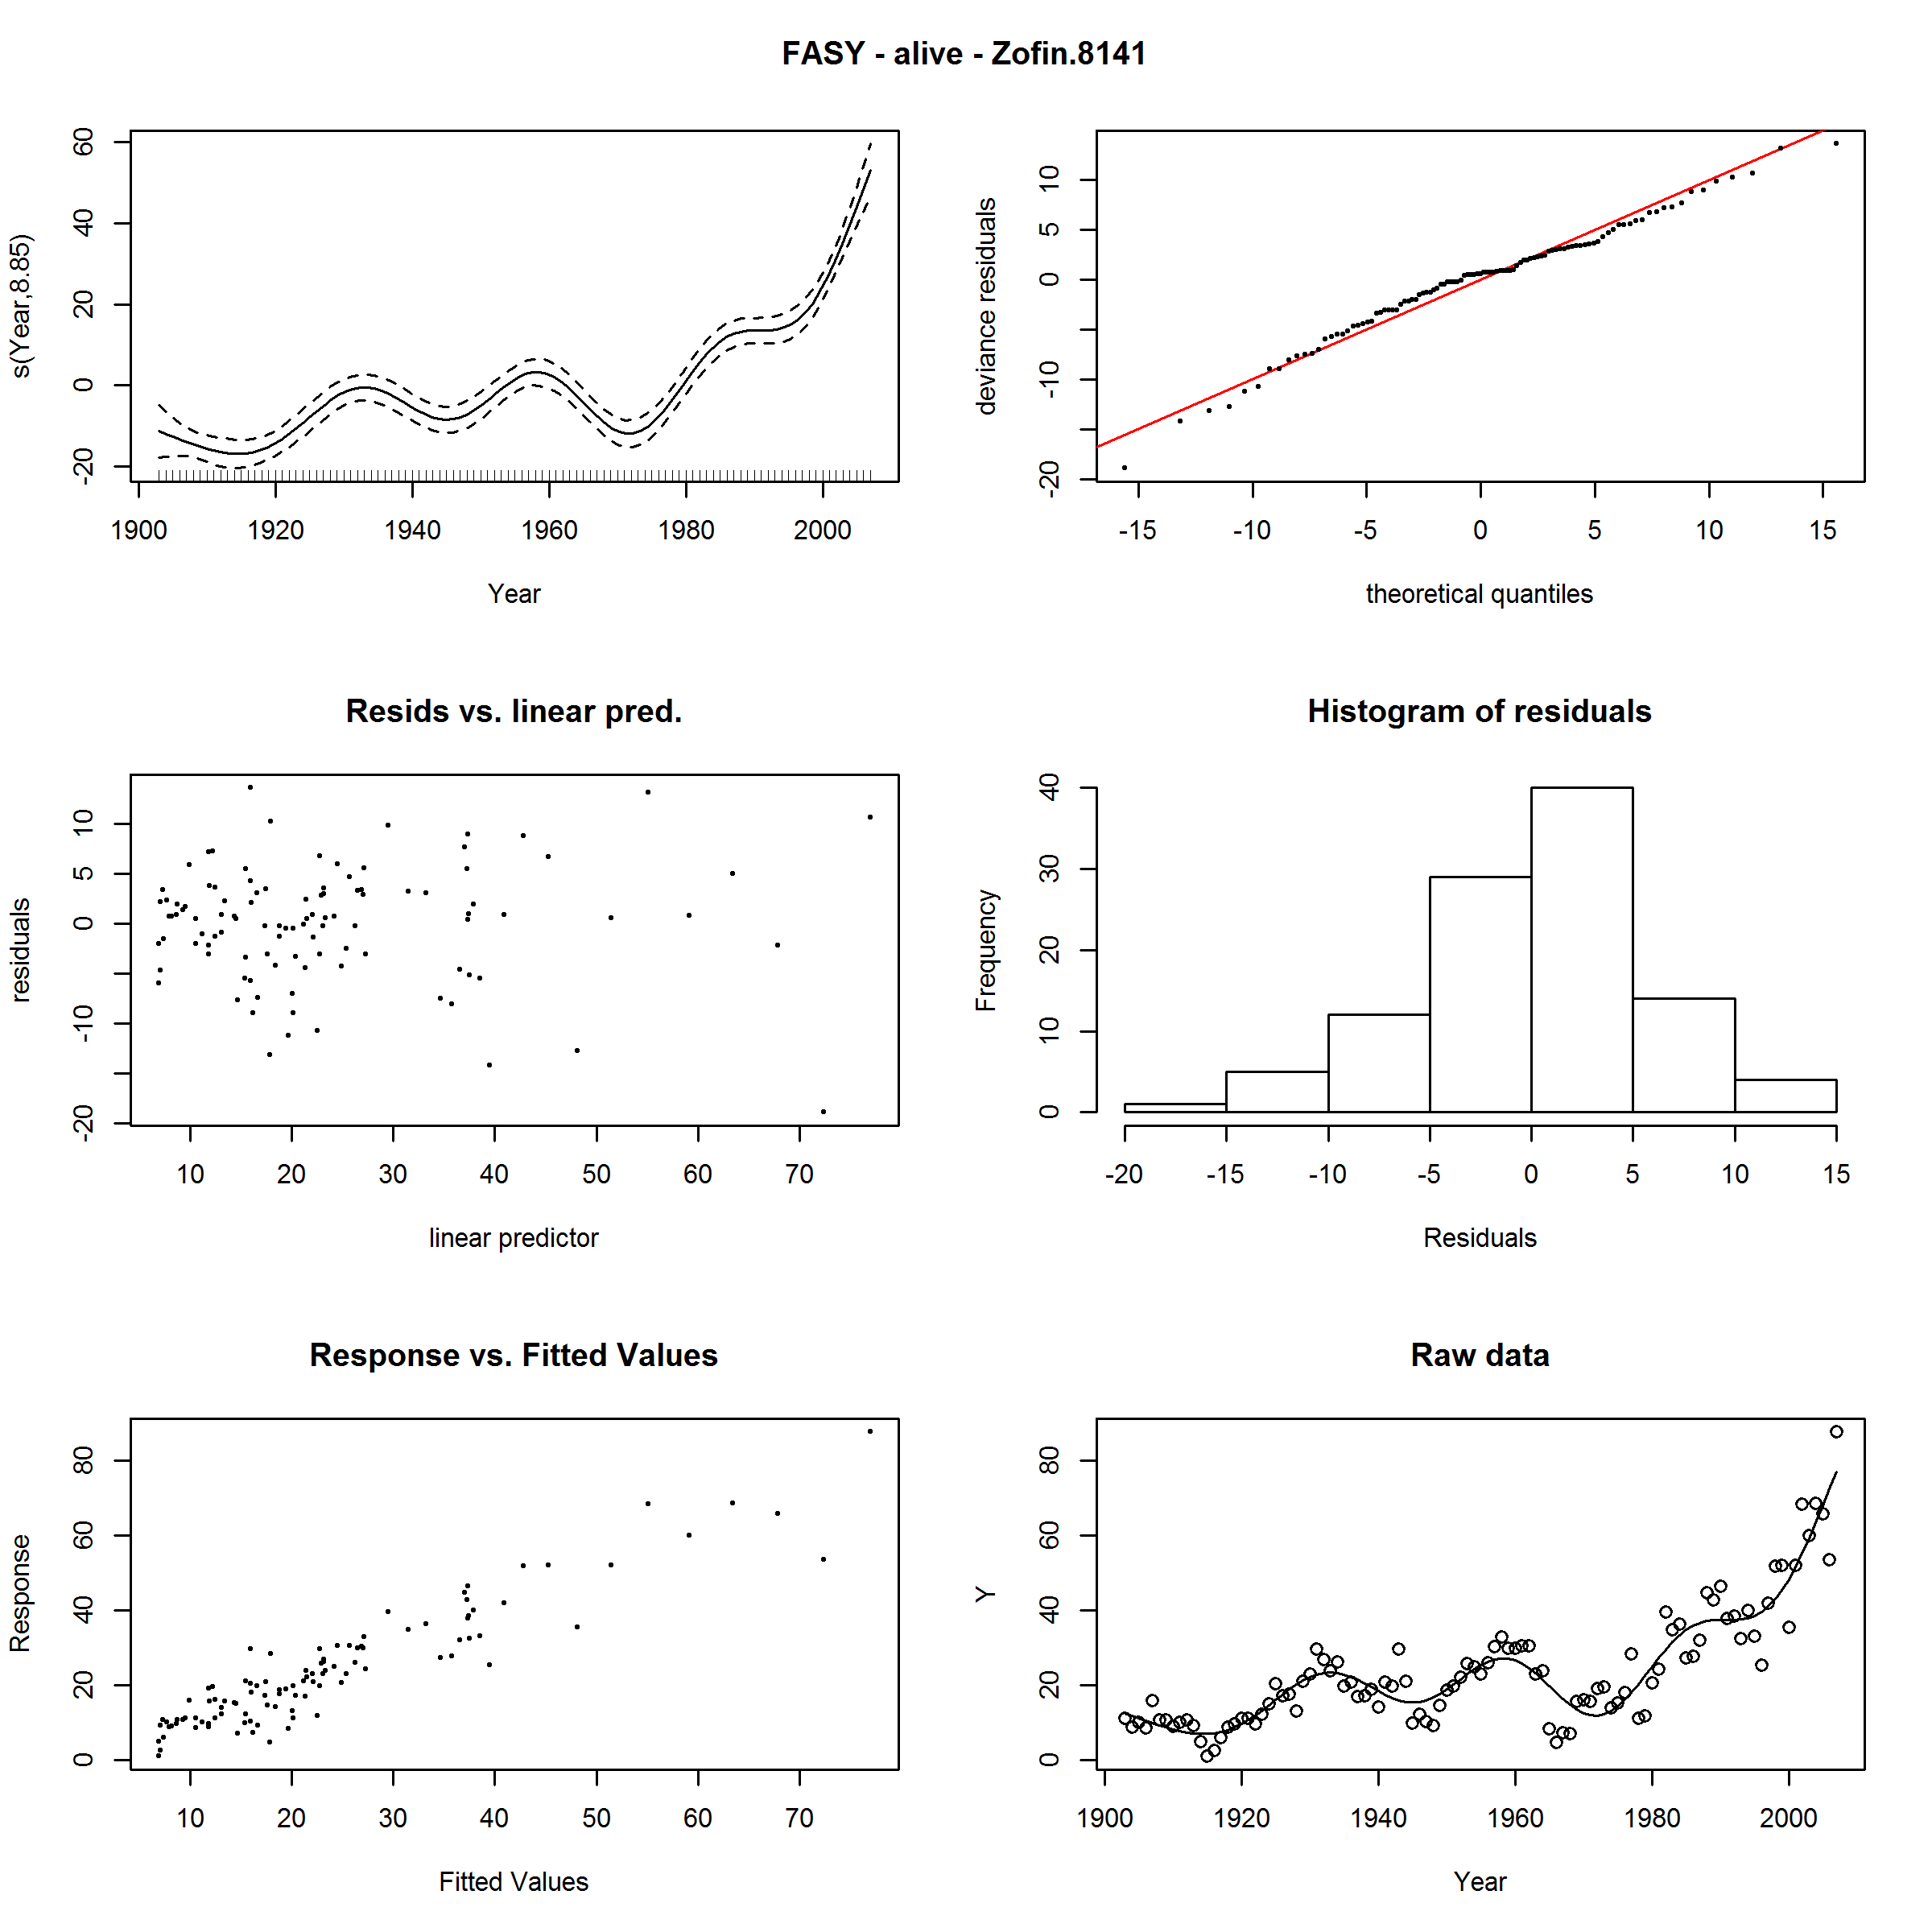 FASY - alive - Zofin.8141
s(Year,8.85)
-20 0 20 40 60
1900 1920 1940 1960 1980 2000
Year
deviance residuals
-20 -10 0 5 10
-15 -10 -5 0 5 10 15
theoretical quantiles
Resids vs. linear pred.
residuals
-20 -10 0 5 10
10 20 30 40 50 60 70
linear predictor
Histogram of residuals
Frequency
0 10 20 30 40
-20 -15 -10 -5 0 5 10 15
Residuals
Response vs. Fitted Values
Response
0 20 40 60 80
10 20 30 40 50 60 70
Fitted Values
Raw data
Y
0 20 40 60 80
1900 1920 1940 1960 1980 2000
Year